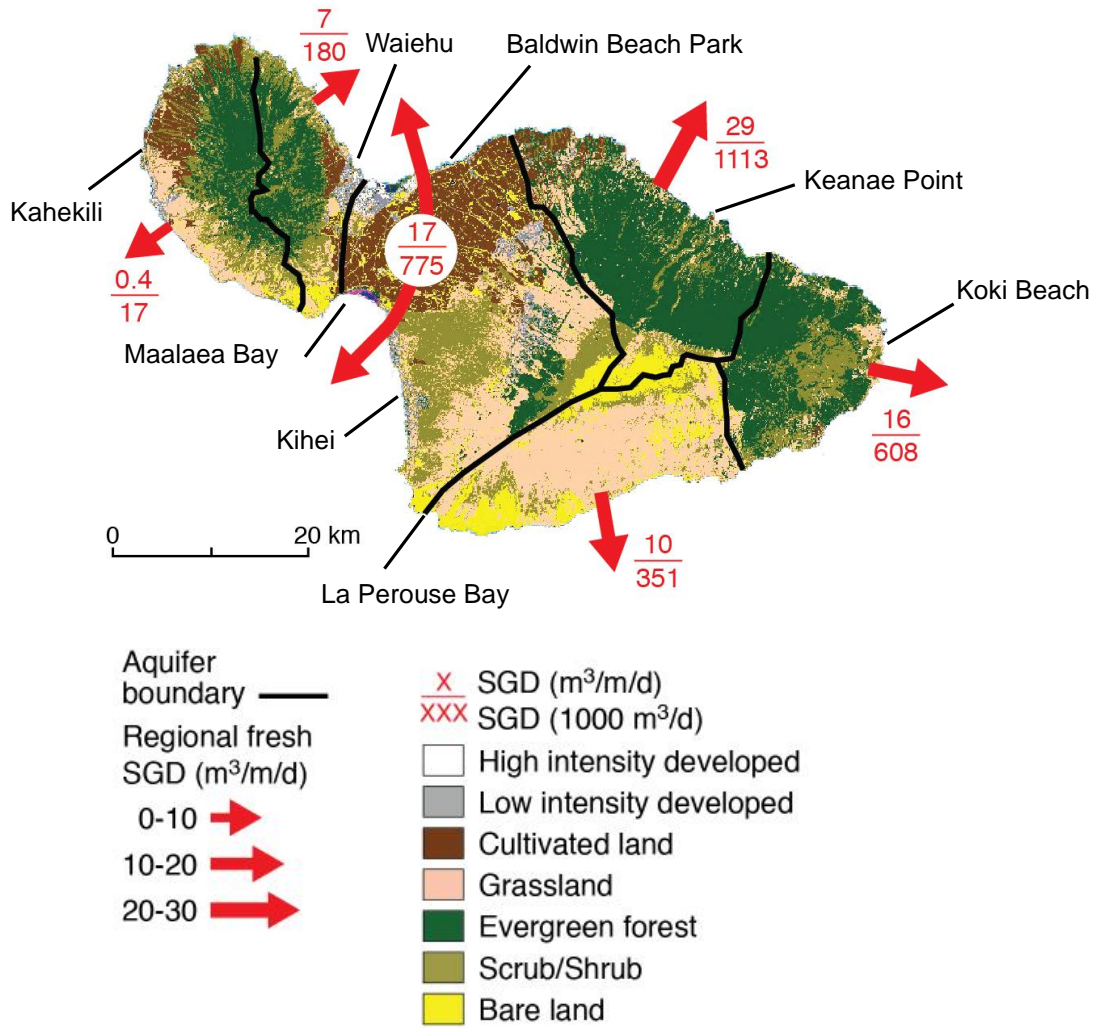 7
180
Waiehu
Baldwin Beach Park
29
1113
Keanae Point
Kahekili
17
775
0.4
17
Koki Beach
Maalaea Bay
16
608
Kihei
0 20 km
10
351
La Perouse Bay
Aquifer
boundary
Regional fresh
SGD (m³/m/d)
0-10
10-20
20-30
X SGD (m³/m/d)
XXX SGD (1000 m³/d)
High intensity developed
Low intensity developed
Cultivated land
Grassland
Evergreen forest
Scrub/Shrub
Bare land